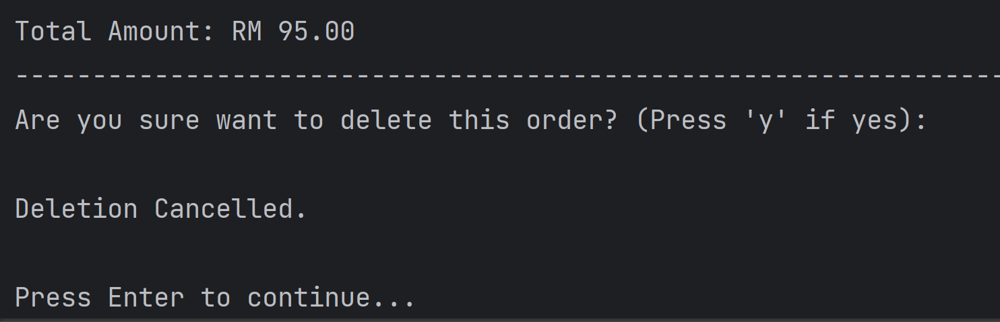 Total Amount: RM 95.00
----------------------------------------------------------------
Are you sure want to delete this order? (Press 'y' if yes):
Deletion Cancelled.
Press Enter to continue...